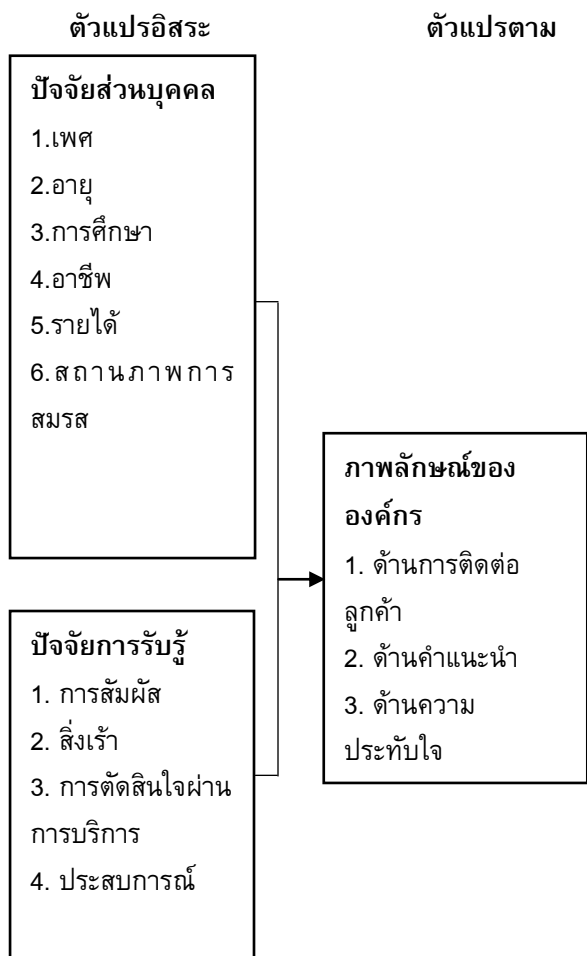 ตัวแปรอิสระ
ตัวแปรตาม
ปัจจัยส่วนบุคคล
1.เพศ
2.อายุ
3.การศึกษา
4.อาชีพ
5.รายได้
6.สถานภาพการ
สมรส
ปัจจัยการรับรู้
1. การสัมผัส
2. สิ่งเร้า
3. การตัดสินใจผ่าน
การบริการ
4. ประสบการณ์
ภาพลักษณ์ของ
องค์กร
1. ด้านการติดต่อ
ลูกค้า
2. ด้านคำแนะนำ
3. ด้านความ
ประทับใจ